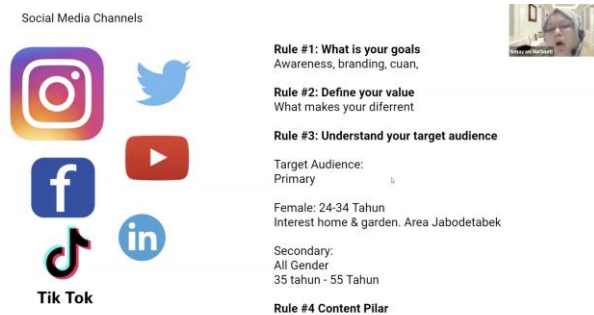 Social Media Channels
Tik Tok
Rule #1: What is your goals
Awareness, branding, cuan,
Rule #2: Define your value
What makes your diferrent
Rule #3: Understand your target audience
Target Audience:
Primary
Female: 24-34 Tahun
Interest home & garden. Area Jabodetabek
Secondary:
All Gender
35 tahun - 55 Tahun
Rule #4 Content Pilar